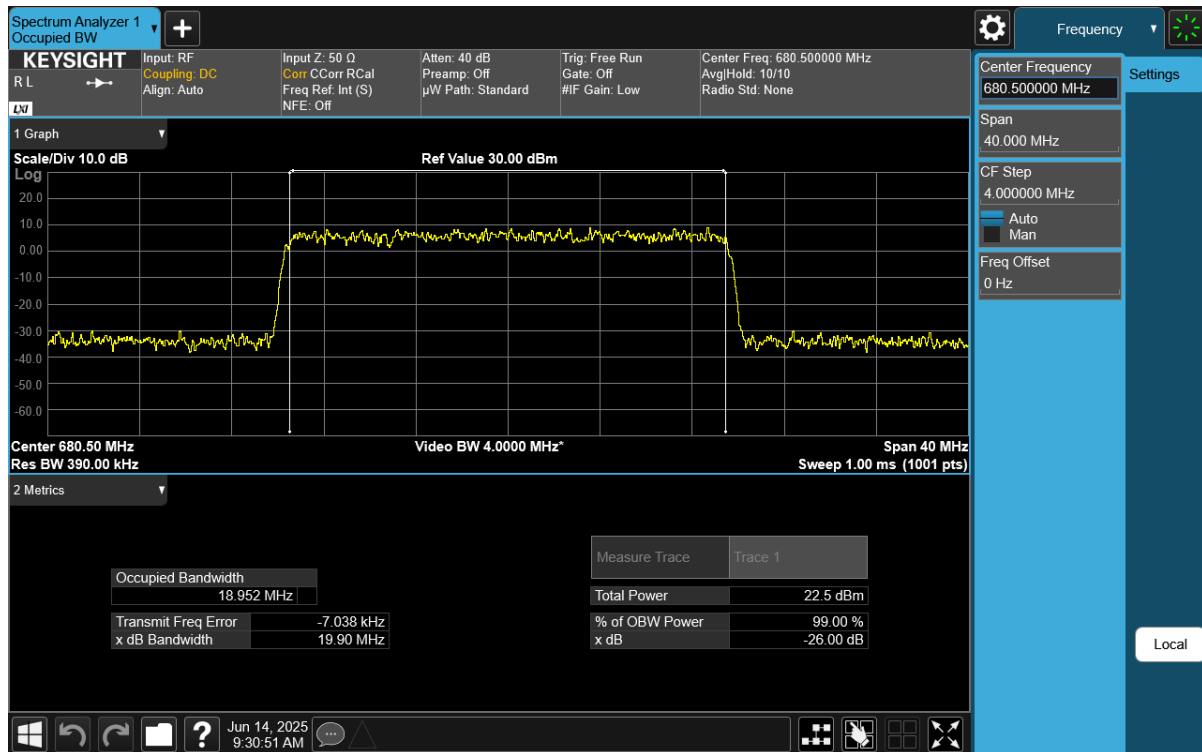 Spectrum Analyzer 1
Occupied BW
Frequency
KEYSIGHT
R L
LXI
Input: RF
Coupling: DC
Align: Auto
Input Z: 50 Ω
Corr CCorr RCal
Freq Ref: Int (S)
NFE: Off
Atten: 40 dB
Preamp: Off
µW Path: Standard
Trig: Free Run
Gate: Off
#IF Gain: Low
Center Freq: 680.500000 MHz
Avg|Hold: 10/10
Radio Std: None
Center Frequency
680.500000 MHz
Settings
Span
40.000 MHz
CF Step
4.000000 MHz
Auto
Man
Freq Offset
0 Hz
Local
1 Graph
Scale/Div 10.0 dB
Ref Value 30.00 dBm
Log
20.0
10.0
0.00
-10.0
-20.0
-30.0
-40.0
-50.0
-60.0
Center 680.50 MHz
Video BW 4.0000 MHz*
Span 40 MHz
Res BW 390.00 kHz
Sweep 1.00 ms (1001 pts)
2 Metrics
Measure Trace Trace 1
Occupied Bandwidth
18.952 MHz
Total Power 22.5 dBm
Transmit Freq Error -7.038 kHz
% of OBW Power 99.00 %
x dB Bandwidth 19.90 MHz
x dB -26.00 dB
?
Jun 14, 2025
9:30:51 AM